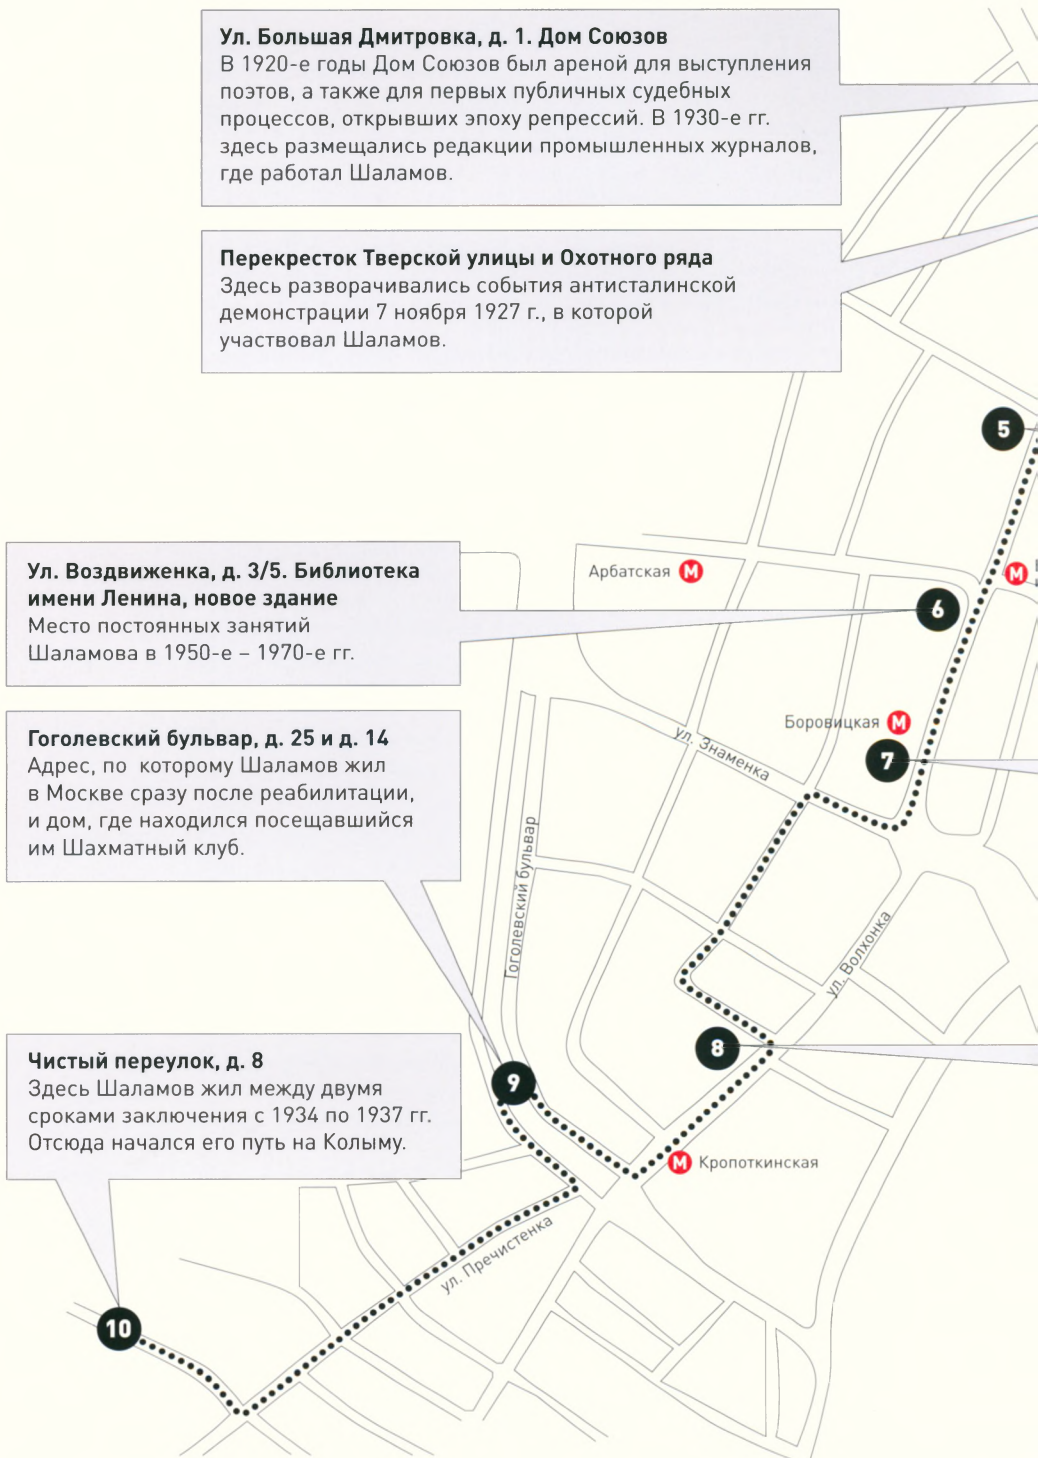 Ул. Большая Дмитровка, д. 1. Дом Союзов
В 1920-е годы Дом Союзов был ареной для выступления
поэтов, а также для первых публичных судебных
процессов, открывших эпоху репрессий. В 1930-е гг.
здесь размещались редакции промышленных журналов,
где работал Шаламов.
Перекресток Тверской улицы и Охотного ряда
Здесь разворачивались события антисталинской
демонстрации 7 ноября 1927 г., в которой
участвовал Шаламов.
5
Ул. Воздвиженка, д. 3/5. Библиотека
имени Ленина, новое здание
Место постоянных занятий
Шаламова в 1950-е – 1970-е гг.
Арбатская М
М
6
Гоголевский бульвар, д. 25 и д. 14
Адрес, по которому Шаламов жил
в Москве сразу после реабилитации,
и дом, где находился посещавшийся
им Шахматный клуб.
Боровицкая М
7
ул. Знаменка
Гоголевский бульвар
ул. Волхонка
8
9
Чистый переулок, д. 8
Здесь Шаламов жил между двумя
сроками заключения с 1934 по 1937 гг.
Отсюда начался его путь на Колыму.
М Кропоткинская
ул. Пречистенка
10